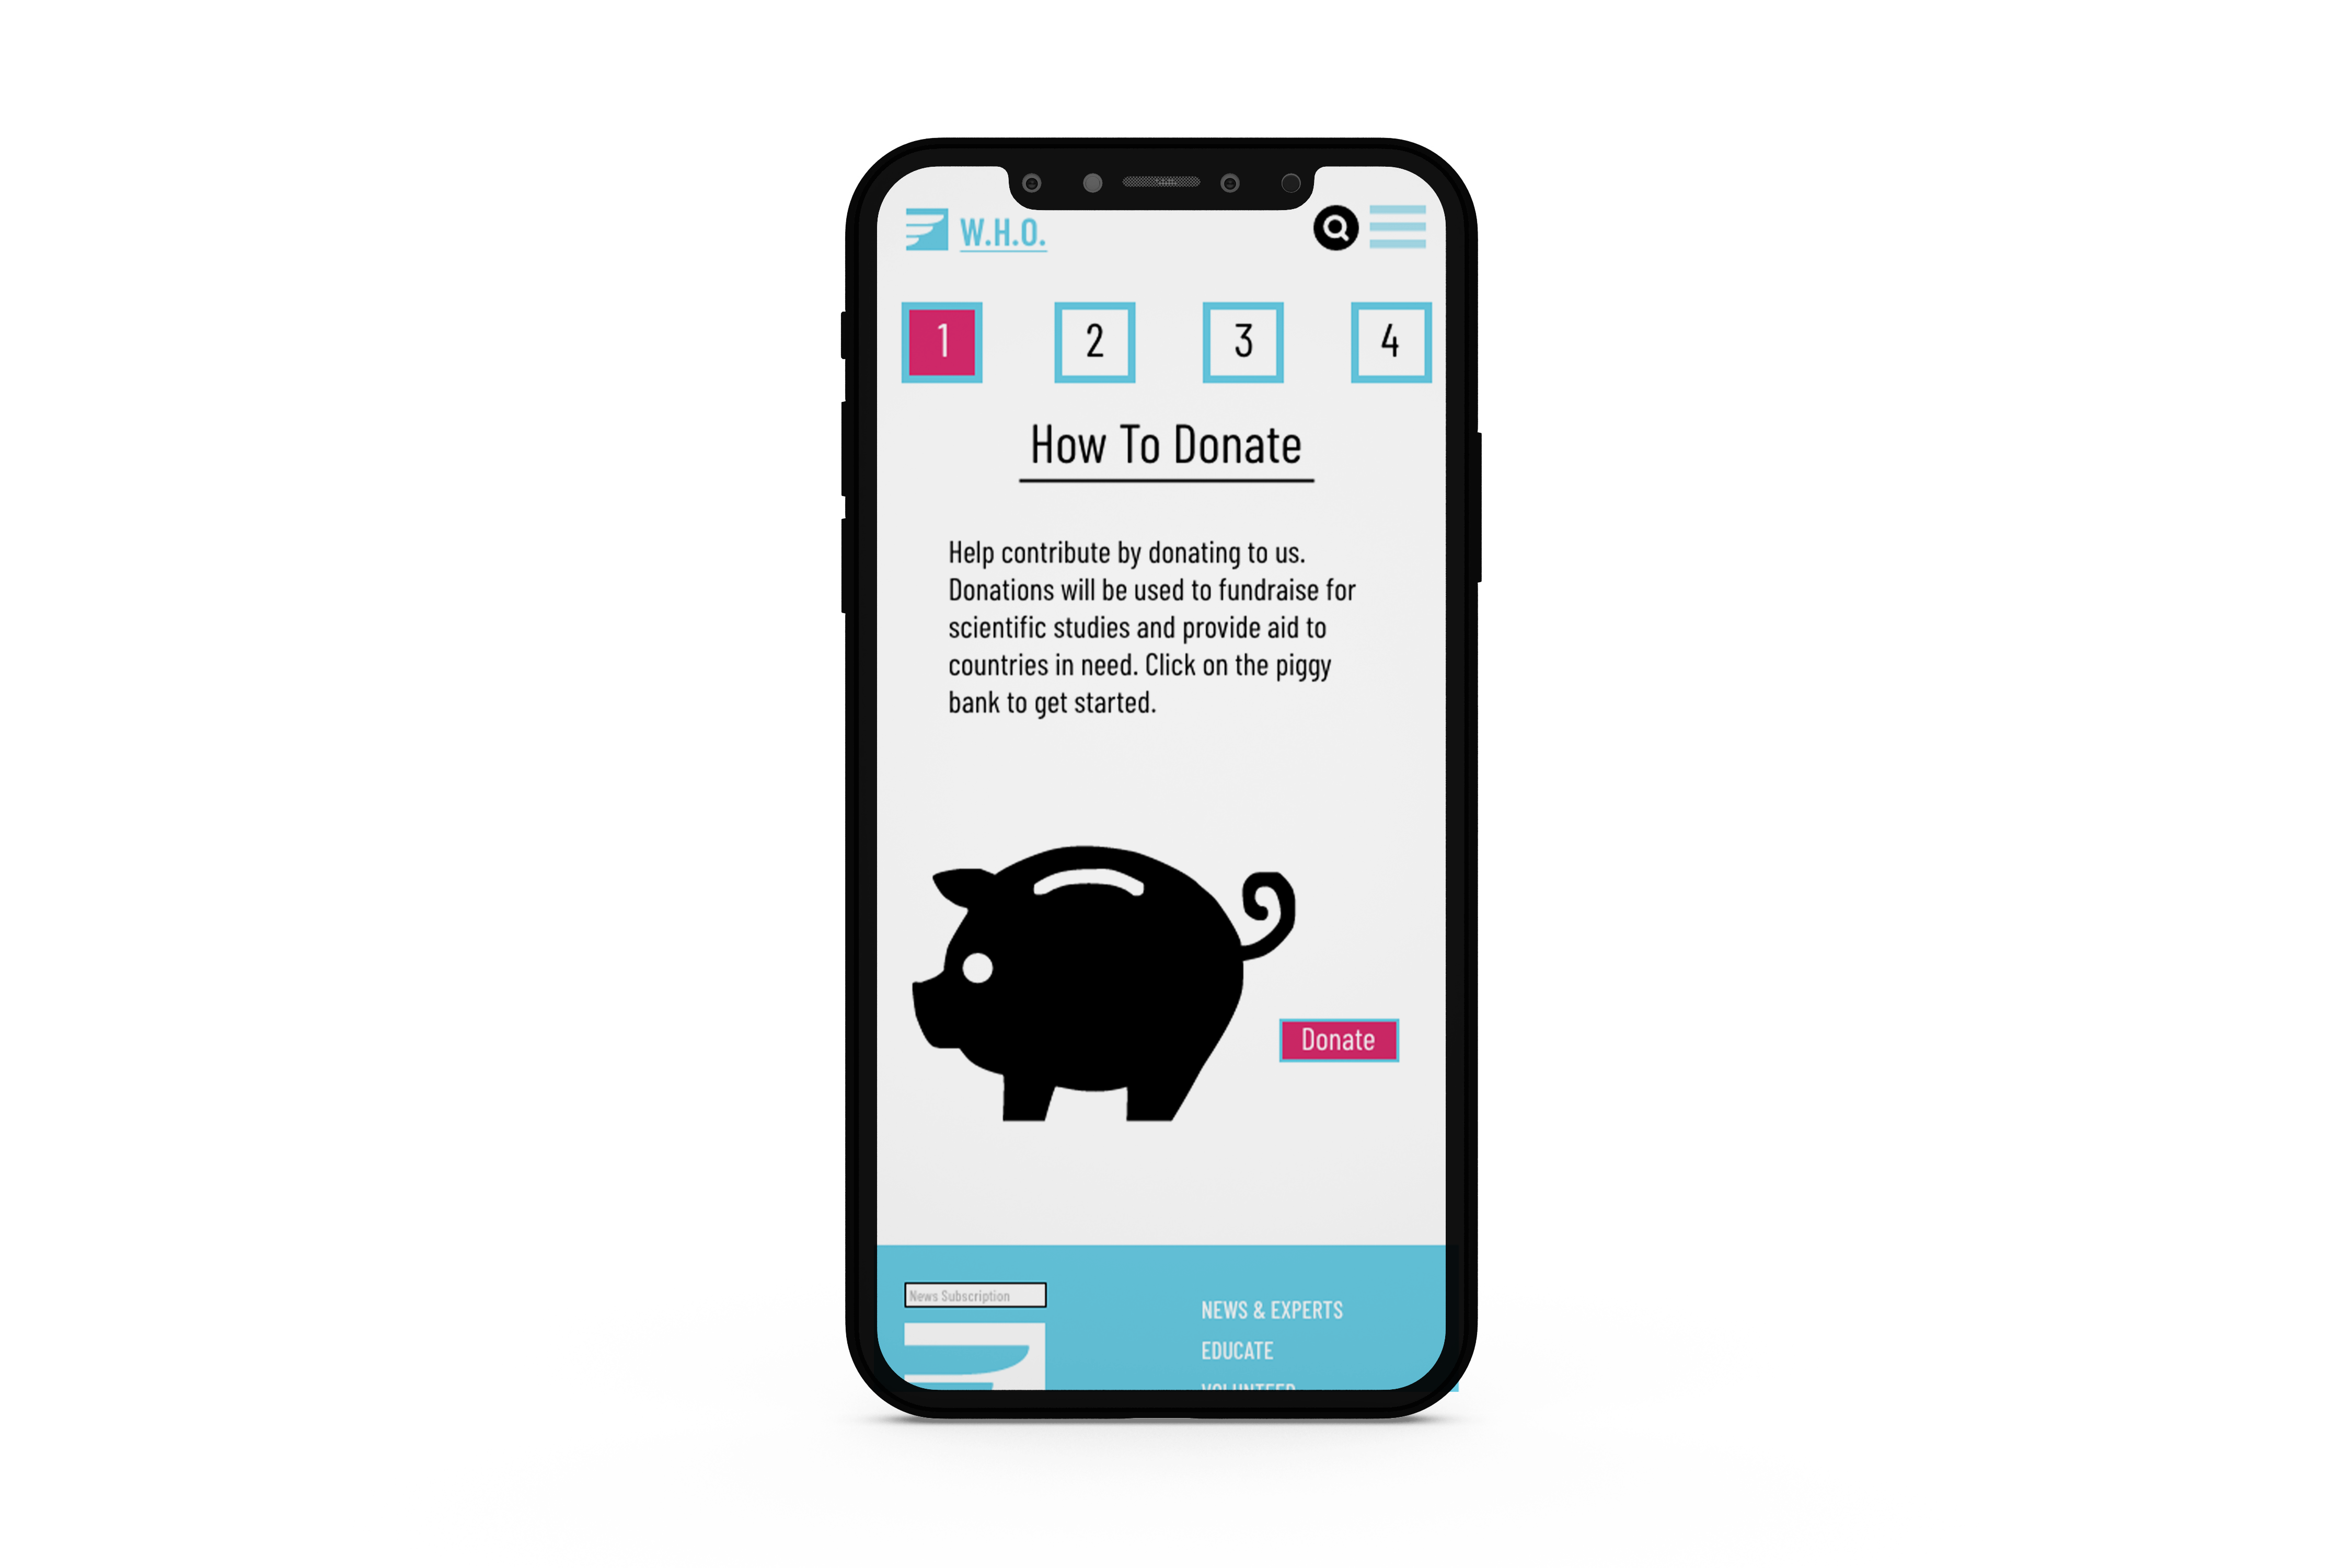 W.H.O.
1 2 3 4
How To Donate
Help contribute by donating to us.
Donations will be used to fundraise for
scientific studies and provide aid to
countries in need. Click on the piggy
bank to get started.
Donate
News Subscription
NEWS & EXPERTS
EDUCATE
VOLUNTEER